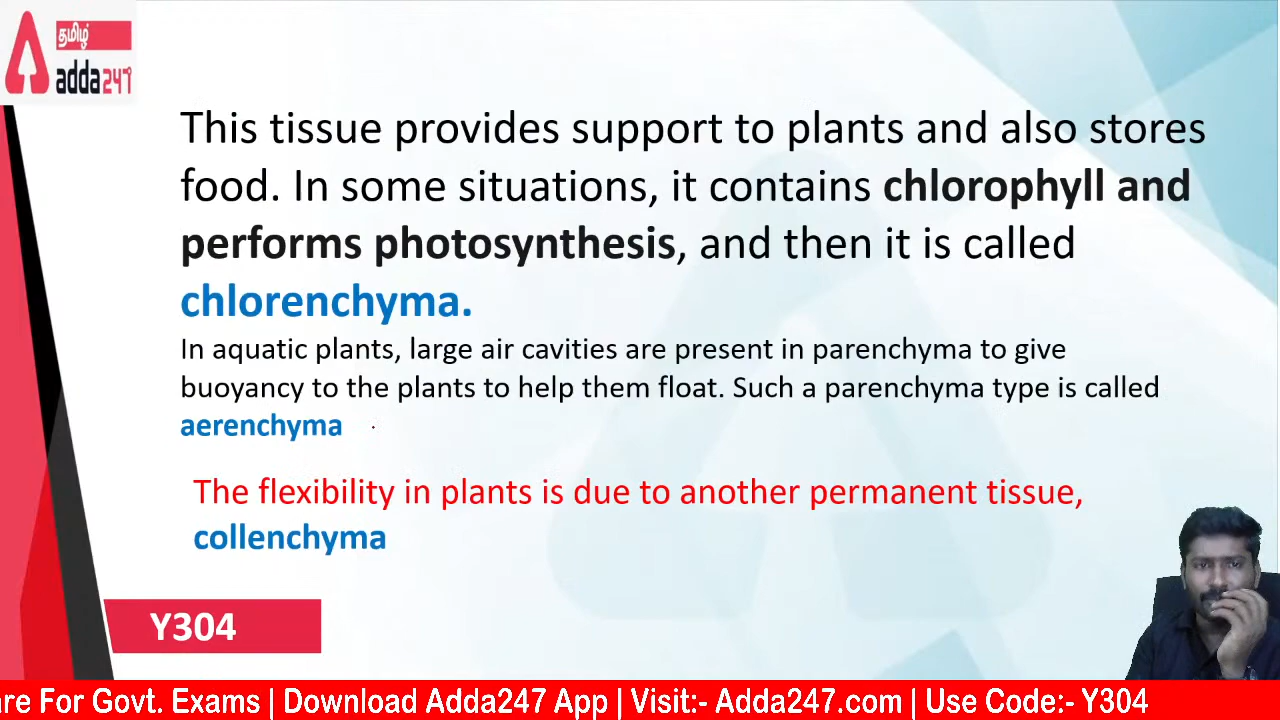 தமிழ்
adda247
This tissue provides support to plants and also stores
food. In some situations, it contains chlorophyll and
performs photosynthesis, and then it is called
chlorenchyma.
In aquatic plants, large air cavities are present in parenchyma to give
buoyancy to the plants to help them float. Such a parenchyma type is called
aerenchyma
The flexibility in plants is due to another permanent tissue,
collenchyma
Y304
are For Govt. Exams | Download Adda247 App | Visit:- Adda247.com | Use Code:- Y304